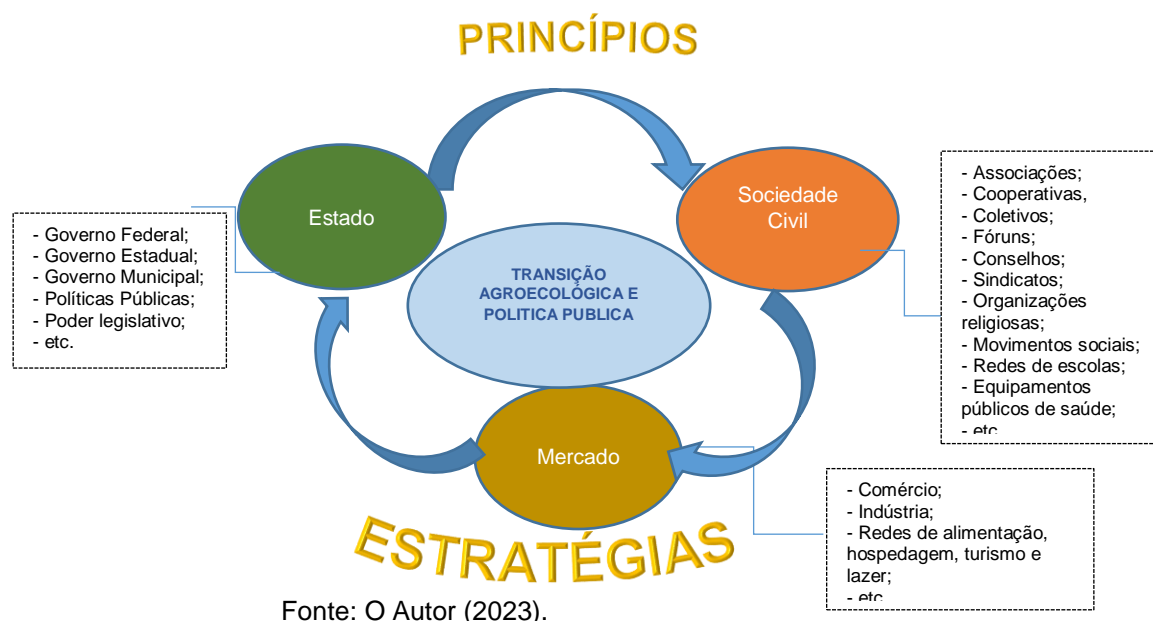 PRINCÍPIOS
Estado
- Governo Federal;
- Governo Estadual;
- Governo Municipal;
- Políticas Públicas;
- Poder legislativo;
- etc.
Sociedade
Civil
- Associações;
- Cooperativas,
- Coletivos;
- Fóruns;
- Conselhos;
- Sindicatos;
- Organizações
religiosas;
- Movimentos sociais;
- Redes de escolas;
- Equipamentos
públicos de saúde;
- etc
TRANSIÇÃO
AGROECOLÓGICA E
POLITICA PUBLICA
Mercado
- Comércio;
- Indústria;
- Redes de alimentação,
hospedagem, turismo e
lazer;
- etc
ESTRATÉGIAS
Fonte: O Autor (2023).